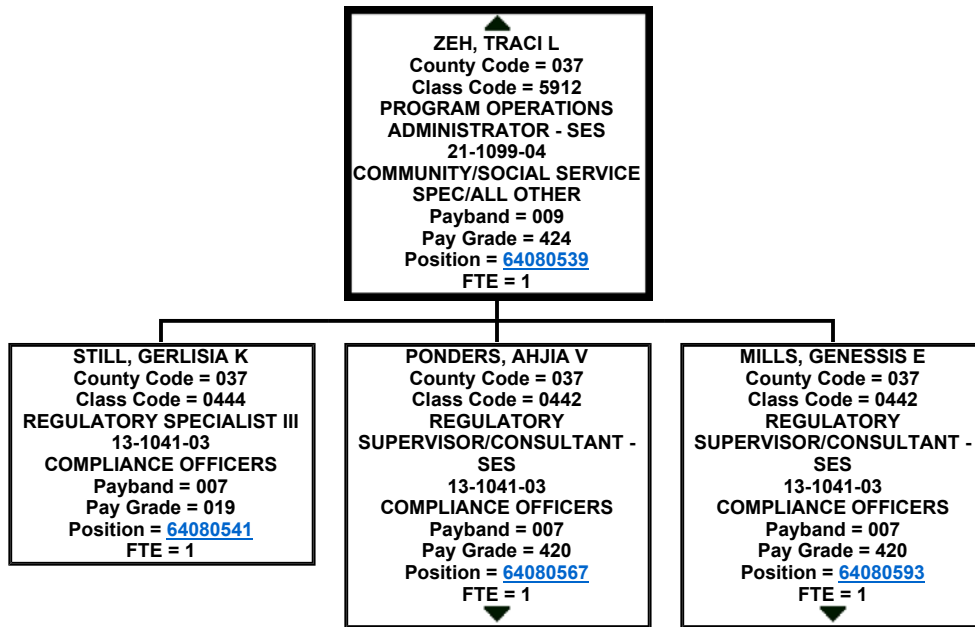 ZEH, TRACI L
County Code = 037
Class Code = 5912
PROGRAM OPERATIONS
ADMINISTRATOR - SES
21-1099-04
COMMUNITY/SOCIAL SERVICE
SPEC/ALL OTHER
Payband = 009
Pay Grade = 424
Position = 64080539
FTE = 1
STILL, GERLISIA K
County Code = 037
Class Code = 0444
REGULATORY SPECIALIST III
13-1041-03
COMPLIANCE OFFICERS
Payband = 007
Pay Grade = 019
Position = 64080541
FTE = 1
PONDERS, AHJIA V
County Code = 037
Class Code = 0442
REGULATORY
SUPERVISOR/CONSULTANT -
SES
13-1041-03
COMPLIANCE OFFICERS
Payband = 007
Pay Grade = 420
Position = 64080567
FTE = 1
MILLS, GENESSIS E
County Code = 037
Class Code = 0442
REGULATORY
SUPERVISOR/CONSULTANT -
SES
13-1041-03
COMPLIANCE OFFICERS
Payband = 007
Pay Grade = 420
Position = 64080593
FTE = 1